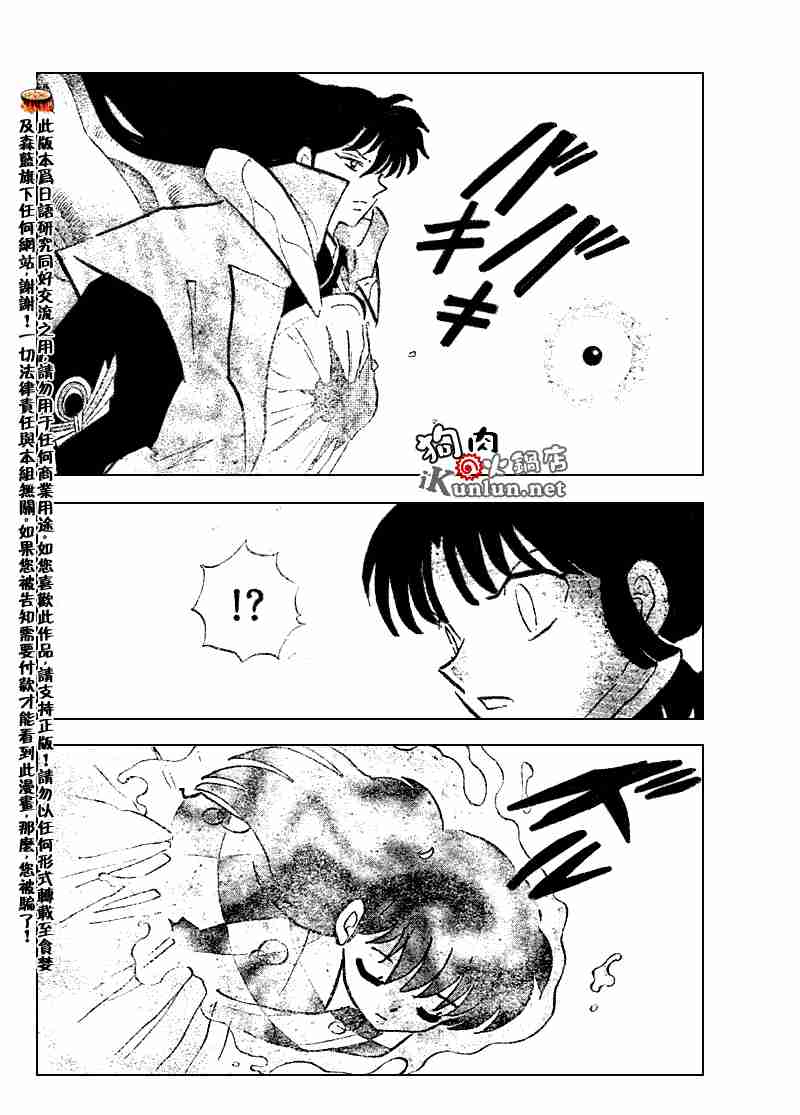 此版本爲日語研究同好交流之用，請勿用于任何商業用途。如您喜歡此作品，請支持正版！請勿以任何形式轉載至貪婪
及森藍旗下任何網站，謝謝！一切法律責任與本組無關。如果您被告知需要付款才能看到此漫畫，那麼，您被騙了！
バキ
バキ
狗肉
火鍋店
iKunlun.net
!?
ズル